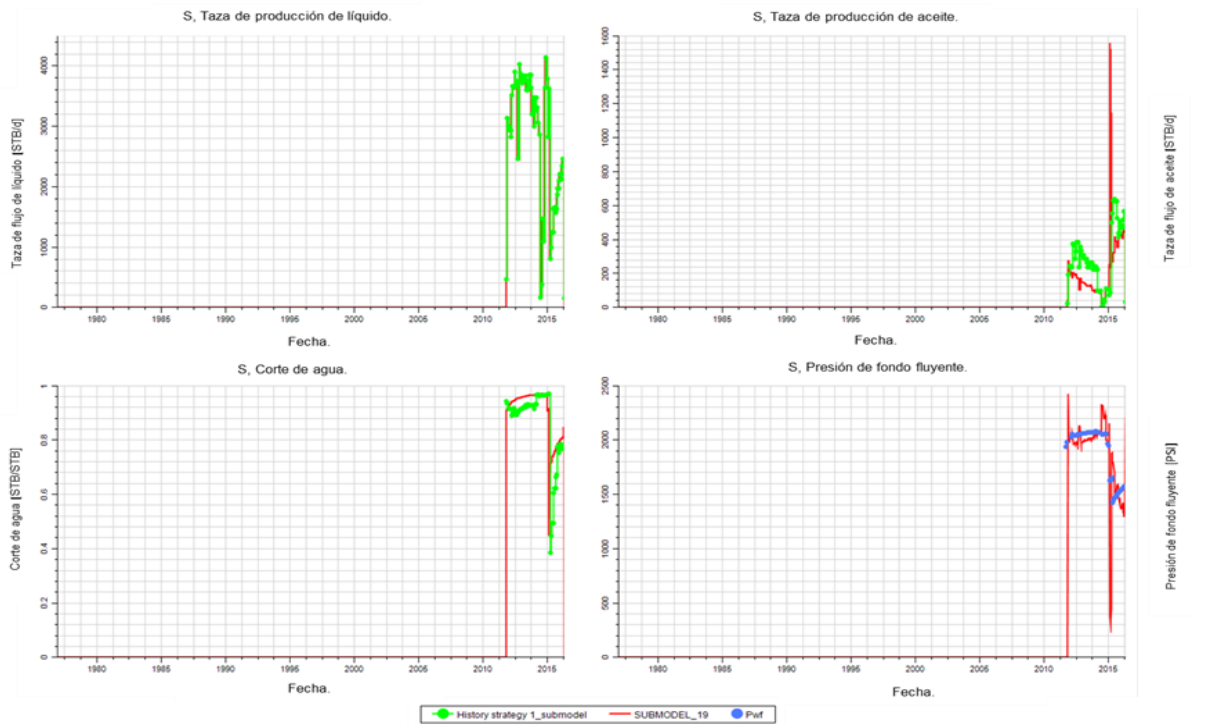 S, Taza de producción de líquido.
Taza de flujo de líquido [STB/d]
4000
3000
2000
1000
0
1980 1985 1990 1995 2000 2005 2010 2015
Fecha.
S, Taza de producción de aceite.
1600
1400
1200
1000
800
600
400
200
0
Taza de flujo de aceite [STB/d]
1980 1985 1990 1995 2000 2005 2010 2015
Fecha.
S, Corte de agua.
Corte de agua [STB/STB]
1
0.8
0.6
0.4
0.2
0
1980 1985 1990 1995 2000 2005 2010 2015
Fecha.
S, Presión de fondo fluyente.
2500
2000
1500
1000
500
0
Presión de fondo fluyente [PSI]
1980 1985 1990 1995 2000 2005 2010 2015
Fecha.
History strategy 1_submodel SUBMODEL_19 Pwf